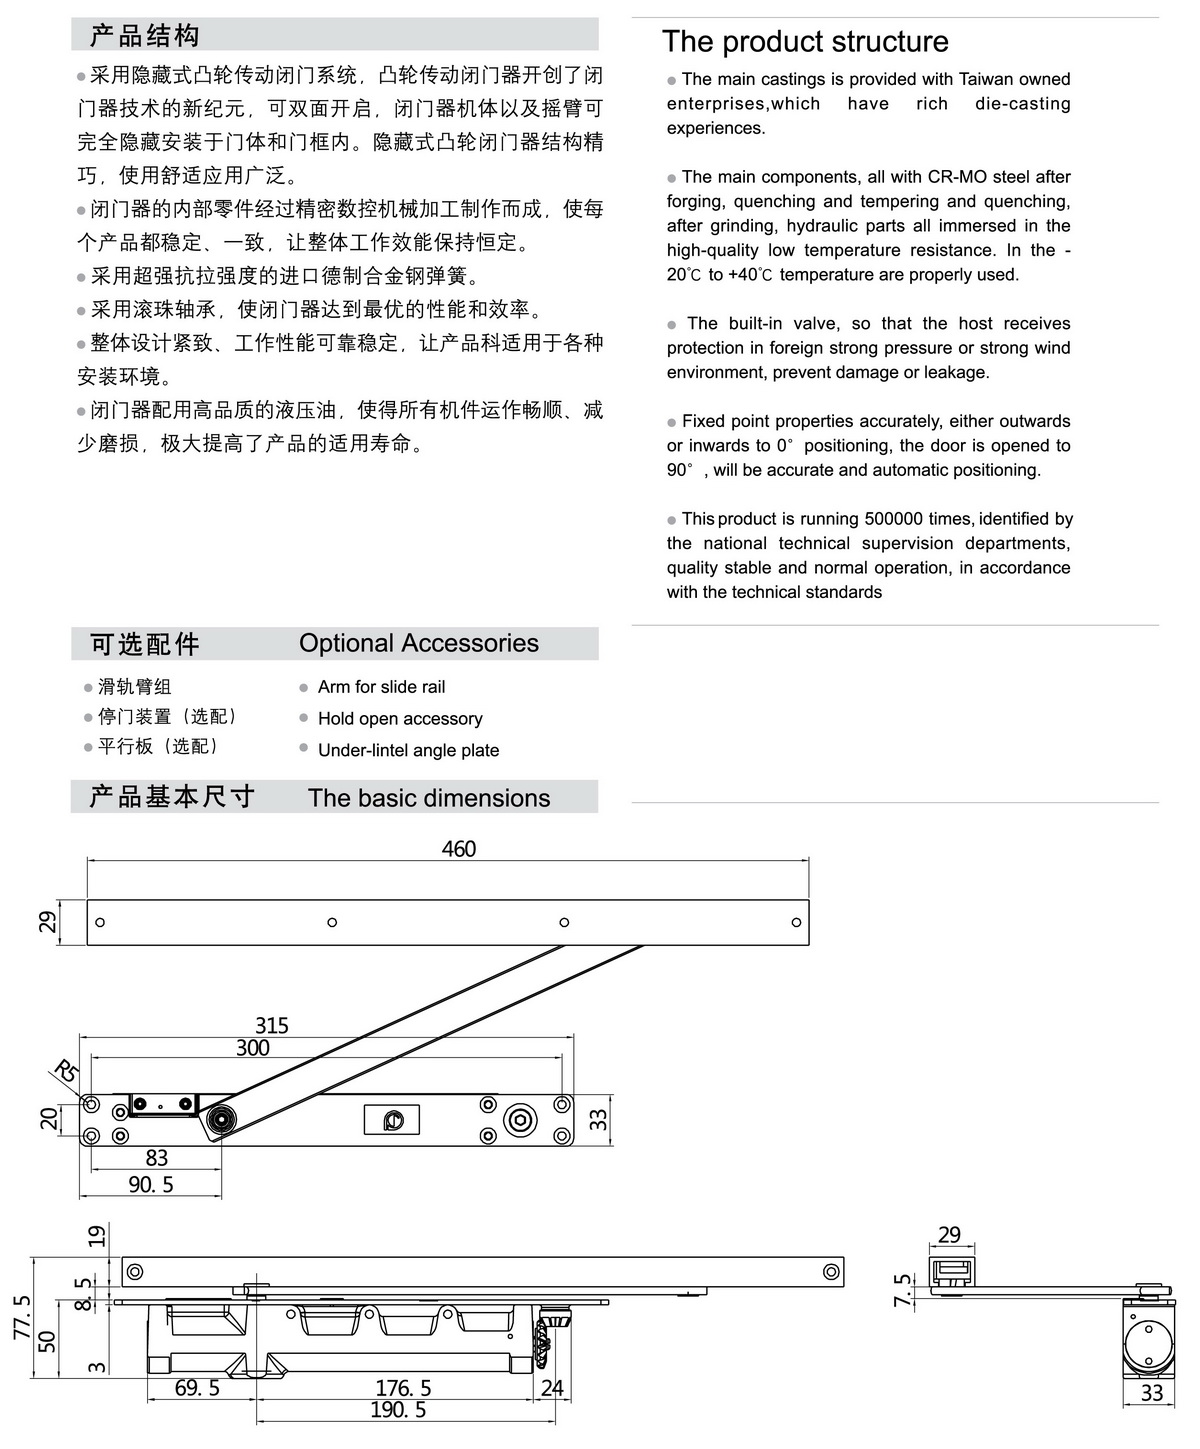 产品结构
采用隐藏式凸轮传动闭门系统，凸轮传动闭门器开创了闭
门器技术的新纪元，可双面开启，闭门器机体以及摇臂可
完全隐藏安装于门体和门框内。隐藏式凸轮闭门器结构精
巧，使用舒适应用广泛。
闭门器的内部零件经过精密数控机械加工制作而成，使每
个产品都稳定、一致，让整体工作效能保持恒定。
采用超强抗拉强度的进口德制合金钢弹簧。
采用滚珠轴承，使闭门器达到最优的性能和效率。
整体设计紧致、工作性能可靠稳定，让产品科适用于各种
安装环境。
闭门器配用高品质的液压油，使得所有机件运作畅顺、减
少磨损，极大提高了产品的适用寿命。
The product structure
The main castings is provided with Taiwan owned
enterprises,which have rich die-casting
experiences.
The main components, all with CR-MO steel after
forging, quenching and tempering and quenching,
after grinding, hydraulic parts all immersed in the
high-quality low temperature resistance. In the -
20℃ to +40℃ temperature are properly used.
The built-in valve, so that the host receives
protection in foreign strong pressure or strong wind
environment, prevent damage or leakage.
Fixed point properties accurately, either outwards
or inwards to 0° positioning, the door is opened to
90° , will be accurate and automatic positioning.
This product is running 500000 times, identified by
the national technical supervision departments,
quality stable and normal operation, in accordance
with the technical standards
可选配件 Optional Accessories
滑轨臂组 Arm for slide rail
停门装置（选配） Hold open accessory
平行板（选配） Under-lintel angle plate
产品基本尺寸 The basic dimensions
460
29
315
300
R5
20
33
83
90.5
19
8.5
77.5
50
3
69.5 176.5 24
190.5
29
7.5
33